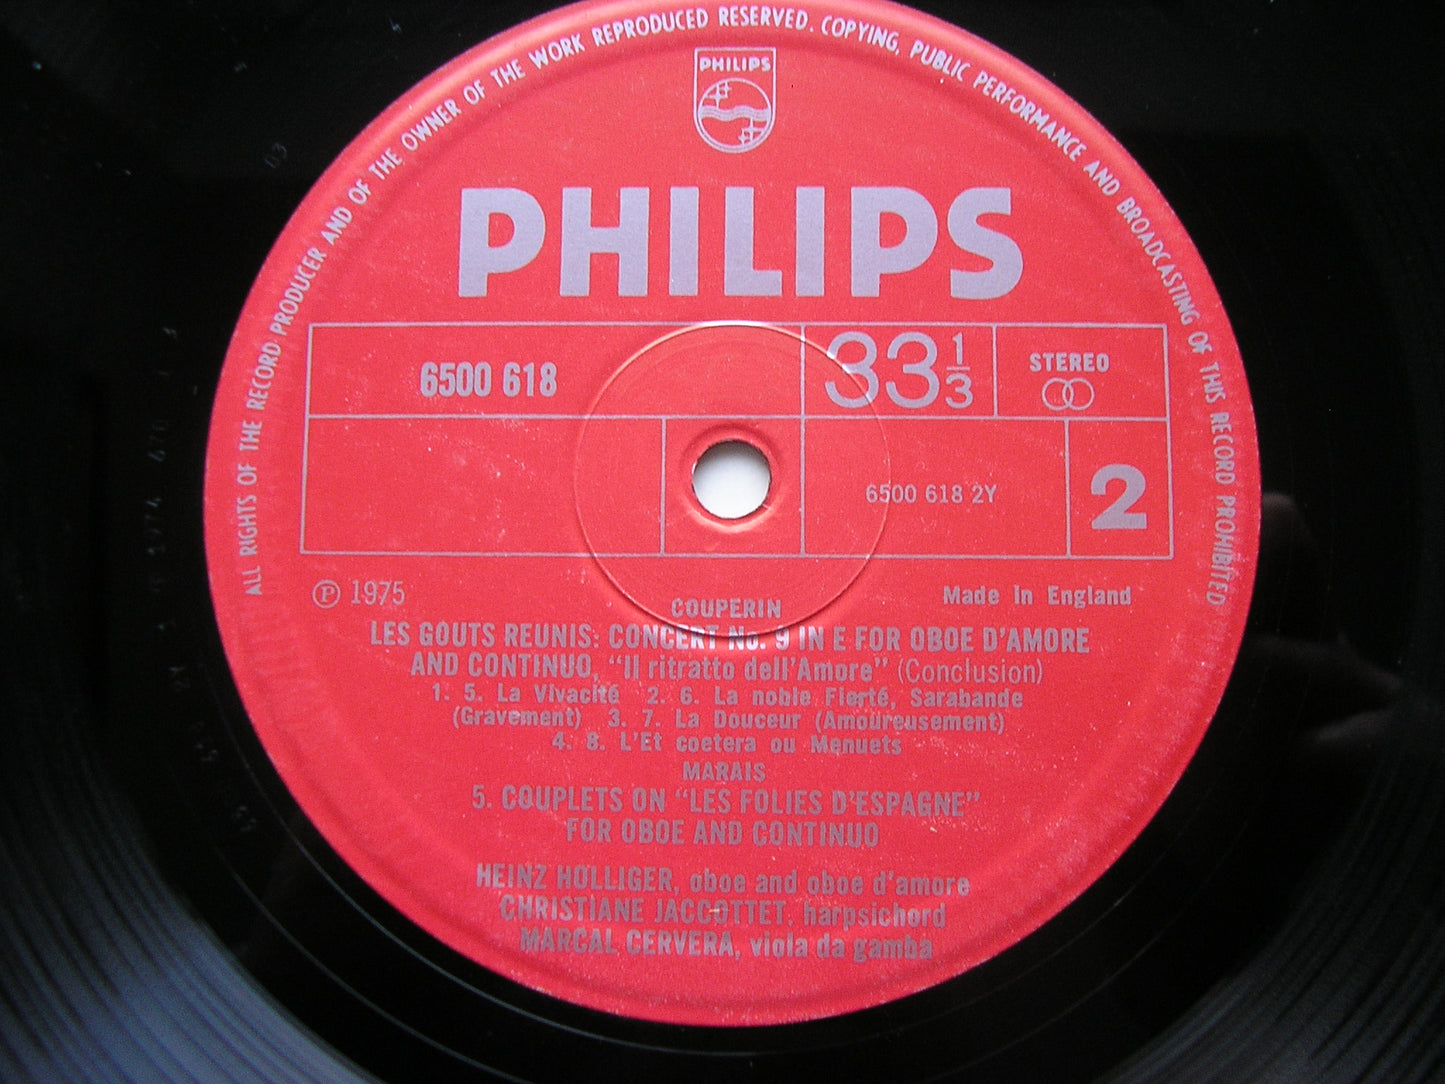 ALL RIGHTS OF THE RECORD PRODUCER AND OF THE OWNER OF THE WORK REPRODUCED RESERVED. COPYING, PUBLIC PERFORMANCE AND BROADCASTING OF THIS RECORD PROHIBITED
PHILIPS
PHILIPS
6500 618
33 1/3
STEREO
6500 618 2Y
2
Ⓟ 1975
Made in England
COUPERIN
LES GOUTS REUNIS: CONCERT No. 9 IN E FOR OBOE D'AMORE
AND CONTINUO, "Il ritratto dell'Amore" (Conclusion)
1. 5. La Vivacité 2. 6. La noble Fierté, Sarabande
(Gravement) 3. 7. La Douceur (Amoureusement)
4. 8. L'Et coetera ou Menuets
MARAIS
5. COUPLETS ON "LES FOLIES D'ESPAGNE"
FOR OBOE AND CONTINUO
HEINZ HOLLIGER, oboe and oboe d'amore
CHRISTIANE JACCOTTET, harpsichord
MARCAL CERVERA, viola da gamba